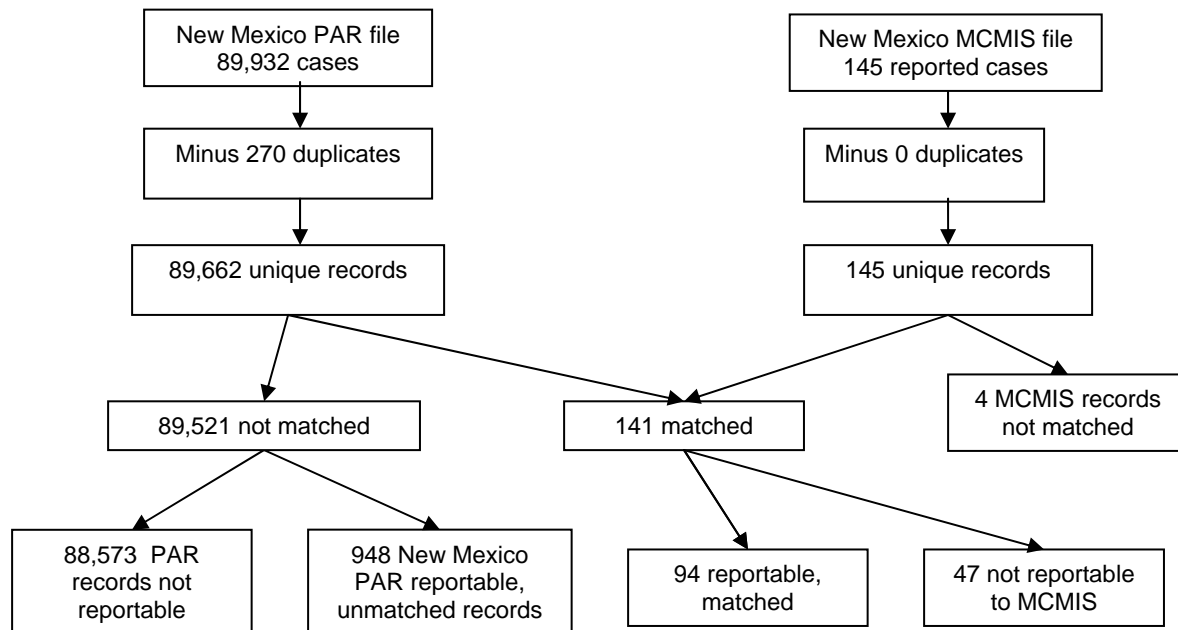 New Mexico PAR file
89,932 cases
New Mexico MCMIS file
145 reported cases
Minus 270 duplicates
Minus 0 duplicates
89,662 unique records
145 unique records
89,521 not matched
141 matched
4 MCMIS records
not matched
88,573 PAR
records not
reportable
948 New Mexico
PAR reportable,
unmatched records
94 reportable,
matched
47 not reportable
to MCMIS